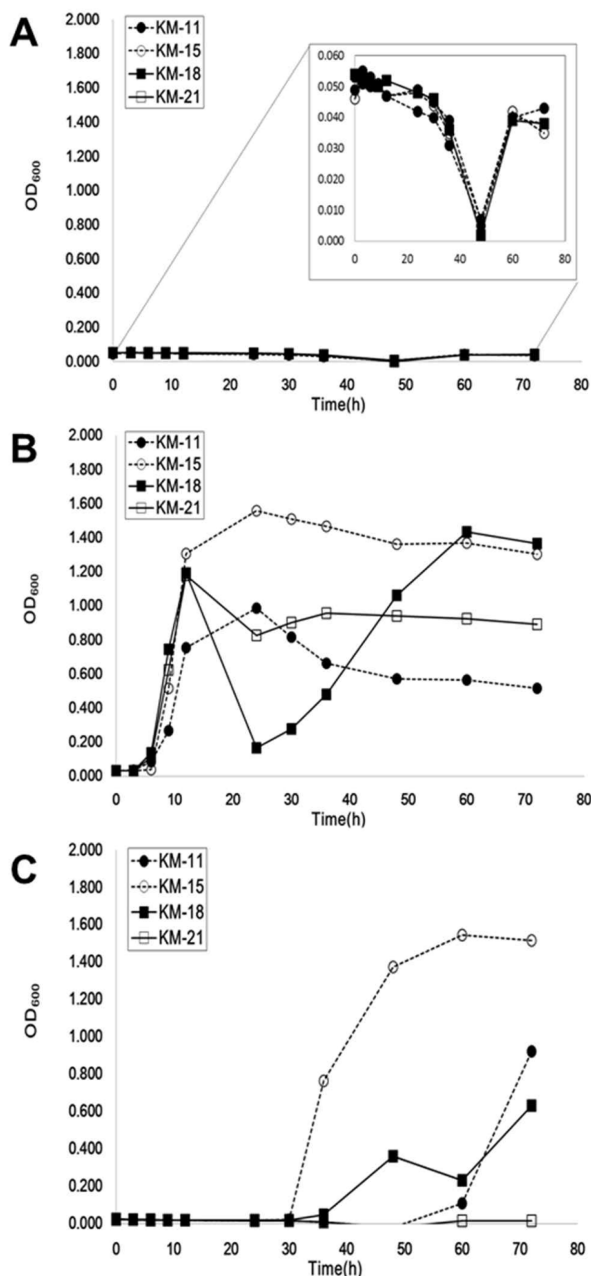 A
2.000
1.800
1.600
1.400
1.200
1.000
0.800
0.600
0.400
0.200
0.000
OD600
KM-11
KM-15
KM-18
KM-21
0.060
0.050
0.040
0.030
0.020
0.010
0.000
0 20 40 60 80
0 10 20 30 40 50 60 70 80
Time(h)
B
2.000
1.800
1.600
1.400
1.200
1.000
0.800
0.600
0.400
0.200
0.000
OD600
KM-11
KM-15
KM-18
KM-21
0 10 20 30 40 50 60 70 80
Time(h)
C
2.000
1.800
1.600
1.400
1.200
1.000
0.800
0.600
0.400
0.200
0.000
OD600
KM-11
KM-15
KM-18
KM-21
0 10 20 30 40 50 60 70 80
Time(h)